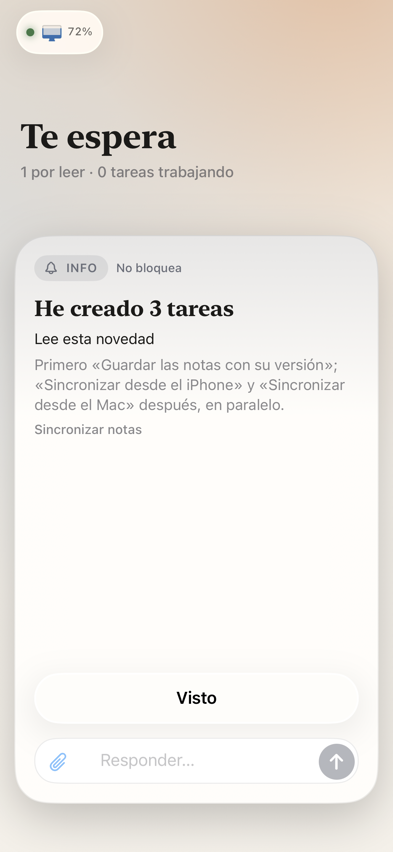 72%
Te espera
1 por leer · 0 tareas trabajando
INFO No bloquea
He creado 3 tareas
Lee esta novedad
Primero «Guardar las notas con su versión»;
«Sincronizar desde el iPhone» y «Sincronizar
desde el Mac» después, en paralelo.
Sincronizar notas
Visto
Responder...